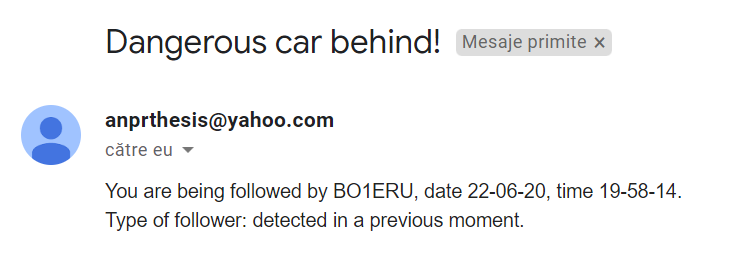 Dangerous car behind! Mesaje primite ×
anprthesis@yahoo.com
către eu
You are being followed by BO1ERU, date 22-06-20, time 19-58-14.
Type of follower: detected in a previous moment.